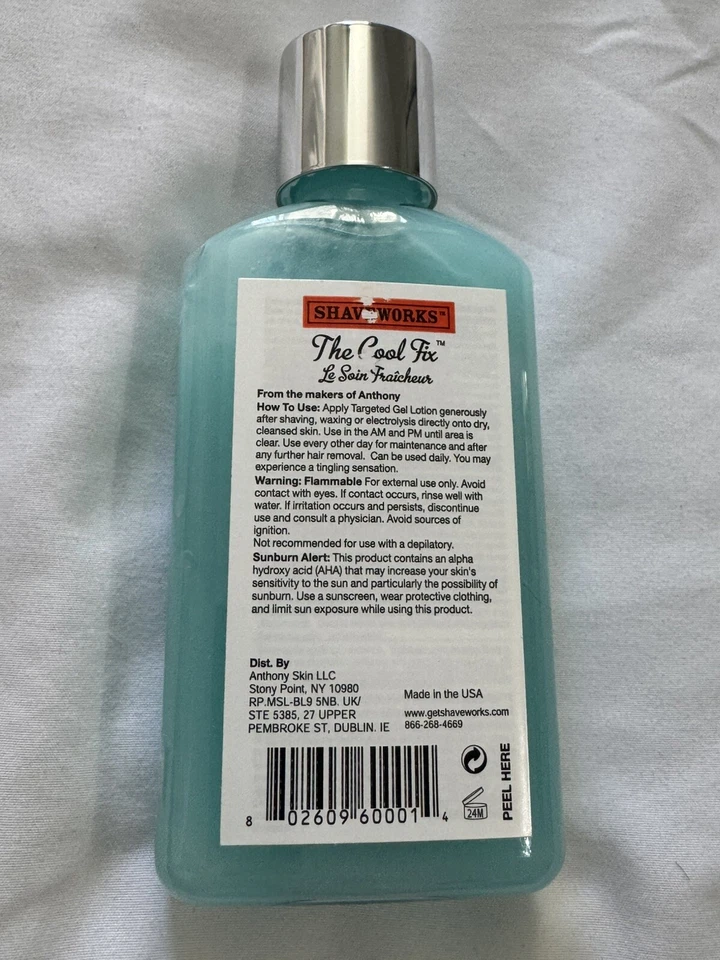 SHAVEWORKS™
The Cool Fix™
Le Soin Fraîcheur
From the makers of Anthony
How To Use: Apply Targeted Gel Lotion generously
after shaving, waxing or electrolysis directly onto dry,
cleansed skin. Use in the AM and PM until area is
clear. Use every other day for maintenance and after
any further hair removal. Can be used daily. You may
experience a tingling sensation.
Warning: Flammable For external use only. Avoid
contact with eyes. If contact occurs, rinse well with
water. If irritation occurs and persists, discontinue
use and consult a physician. Avoid sources of
ignition.
Not recommended for use with a depilatory.
Sunburn Alert: This product contains an alpha
hydroxy acid (AHA) that may increase your skin's
sensitivity to the sun and particularly the possibility of
sunburn. Use a sunscreen, wear protective clothing,
and limit sun exposure while using this product.
Dist. By
Anthony Skin LLC
Stony Point, NY 10980
RP.MSL-BL9 5NB. UK/
STE 5385, 27 UPPER
PEMBROKE ST, DUBLIN. IE
Made in the USA
www.getshaveworks.com
866-268-4669
PEEL HERE
24M
8 02609 60001 4